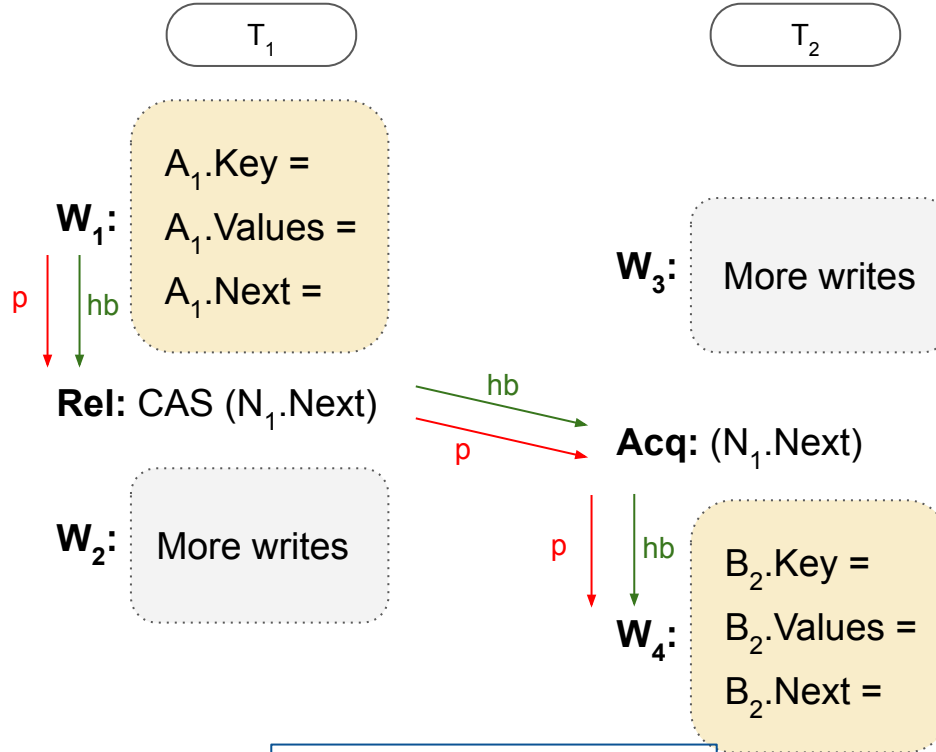 T₁
T₂
W₁:
A₁.Key =
A₁.Values =
A₁.Next =
p
hb
W₃:
More writes
Rel: CAS (N₁.Next)
hb
p
Acq: (N₁.Next)
W₂:
More writes
p
hb
W₄:
B₂.Key =
B₂.Values =
B₂.Next =